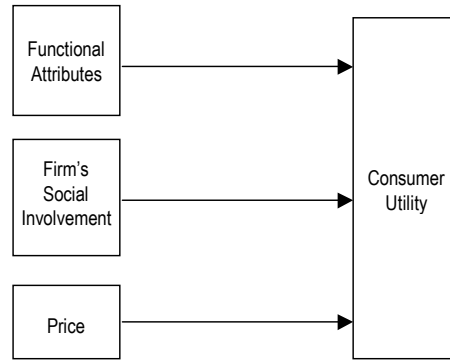 Functional
Attributes
Firm's
Social
Involvement
Consumer
Utility
Price